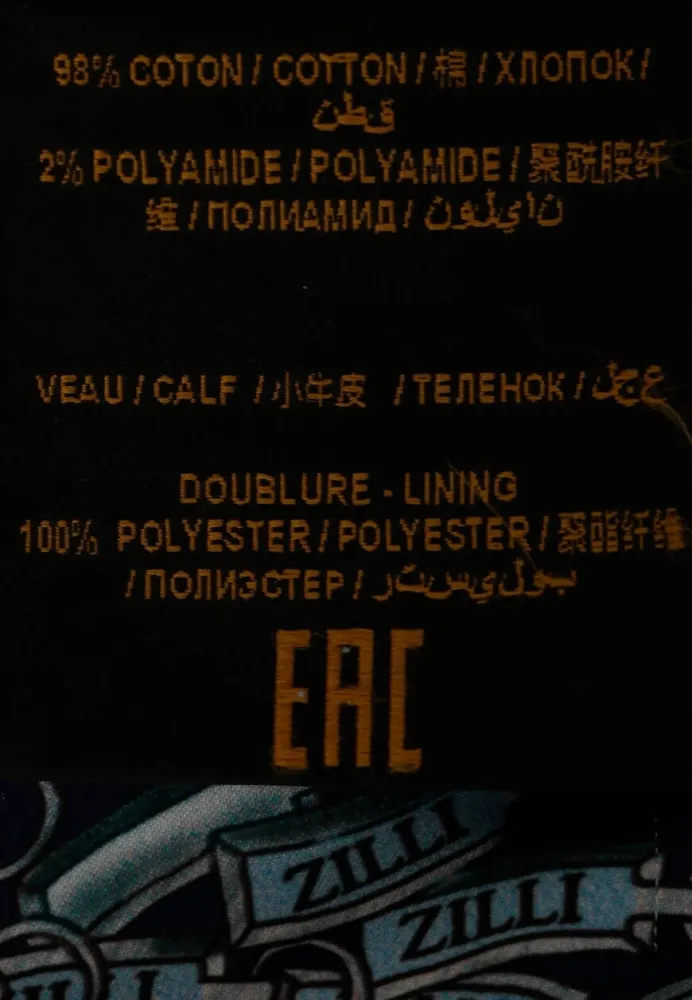 98% COTON / COTTON / 棉 / ХЛОПОК /
قطن
2% POLYAMIDE / POLYAMIDE / 聚酰胺纤
维 / ПОЛИАМИД / نايلون
VEAU / CALF / 小牛皮 / ТЕЛЕНОК / عجل
DOUBLURE - LINING
100% POLYESTER / POLYESTER / 聚酯纤维
/ ПОЛИЭСТЕР / بوليستر
EAC
ZILLI
ZILLI